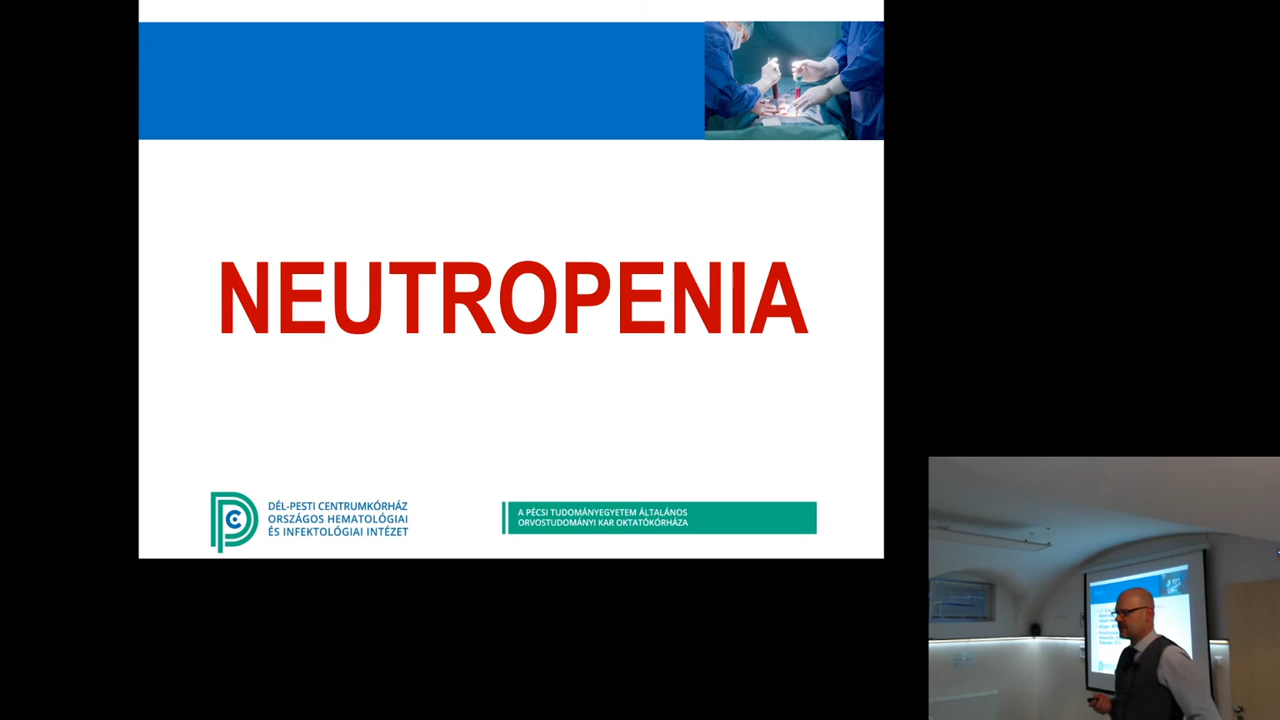 NEUTROPENIA
DÉL-PESTI CENTRUMKÓRHÁZ
ORSZÁGOS HEMATOLÓGIAI
ÉS INFEKTOLÓGIAI INTÉZET
A PÉCSI TUDOMÁNYEGYETEM ÁLTALÁNOS
ORVOSTUDOMÁNYI KAR OKTATÓKÓRHÁZA